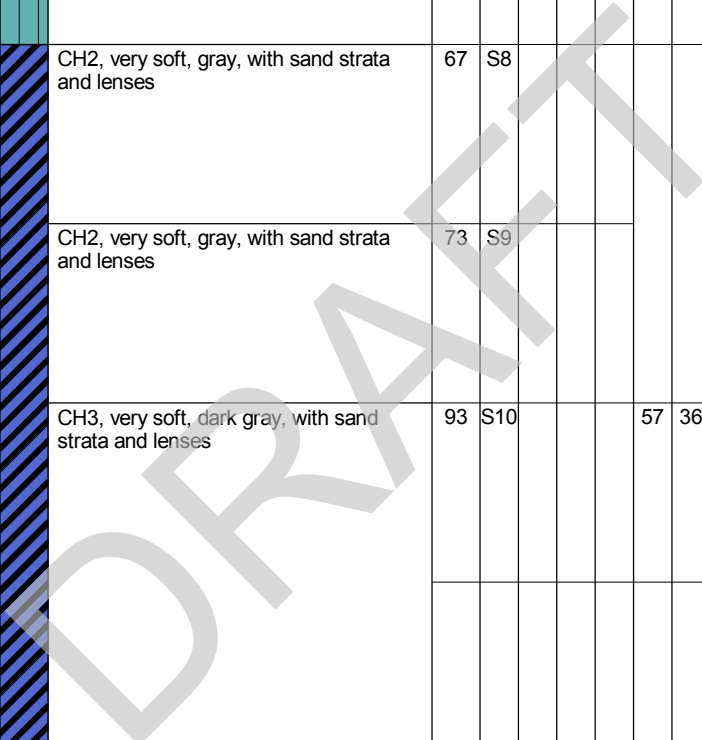 CH2, very soft, gray, with sand strata 67 S8
and lenses
CH2, very soft, gray, with sand strata 73 S9
and lenses
CH3, very soft, dark gray, with sand 93 S10 57 36
strata and lenses
DRAFT